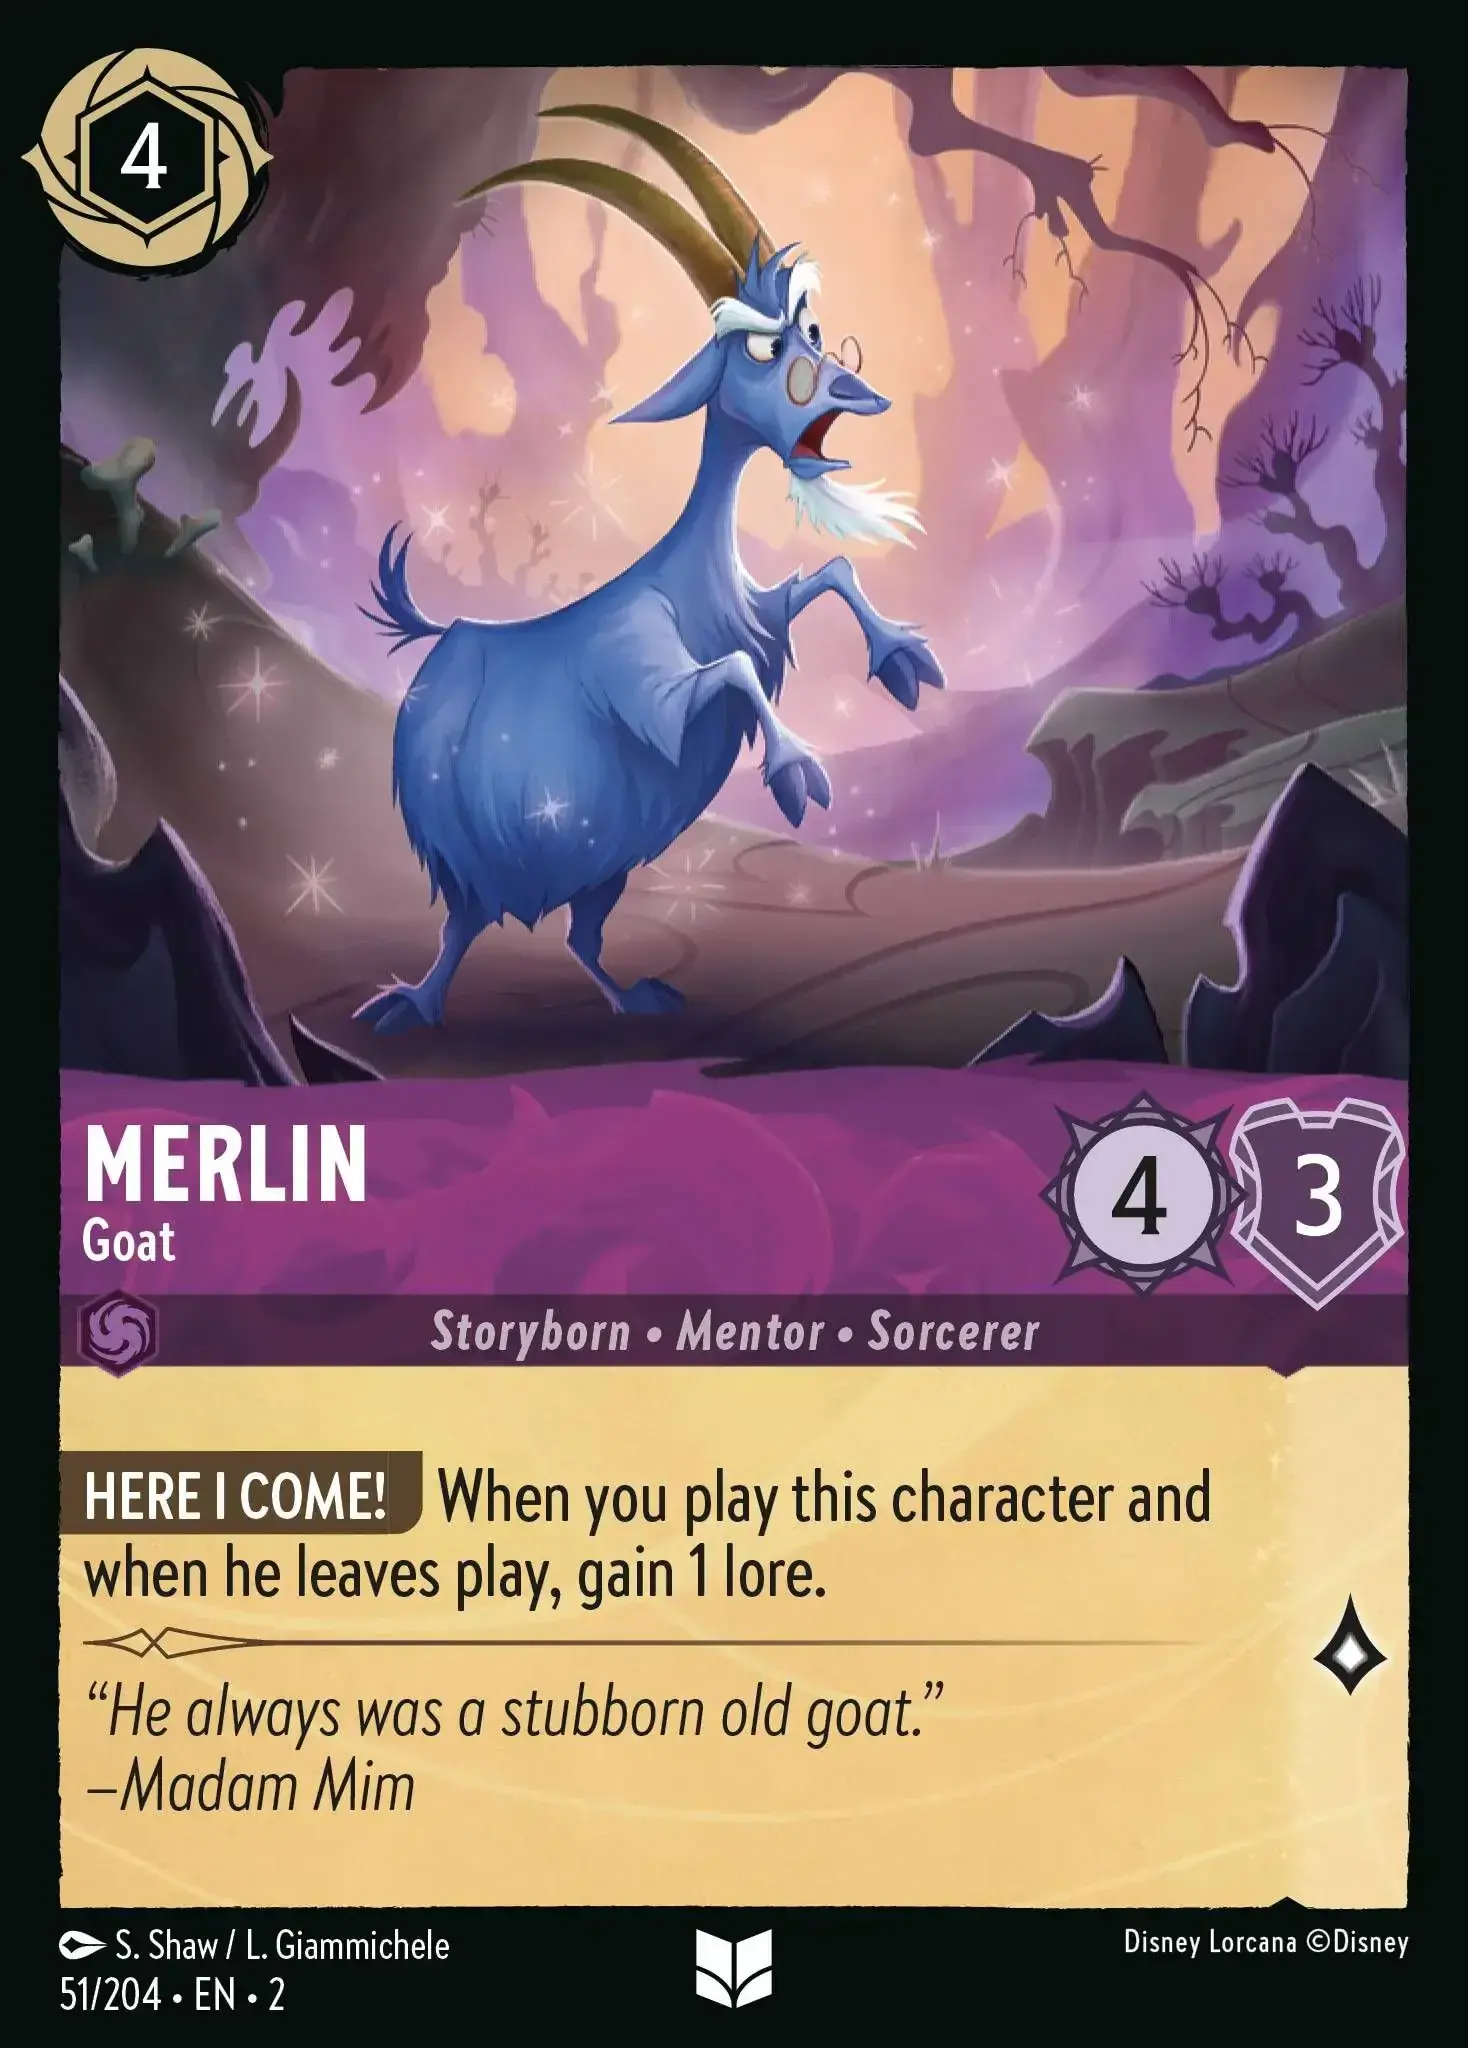 4
MERLIN
Goat
4
3
Storyborn • Mentor • Sorcerer
HERE I COME! When you play this character and
when he leaves play, gain 1 lore.
“He always was a stubborn old goat.”
–Madam Mim
S. Shaw / L. Giammichele
51/204 • EN • 2
Disney Lorcana ©Disney